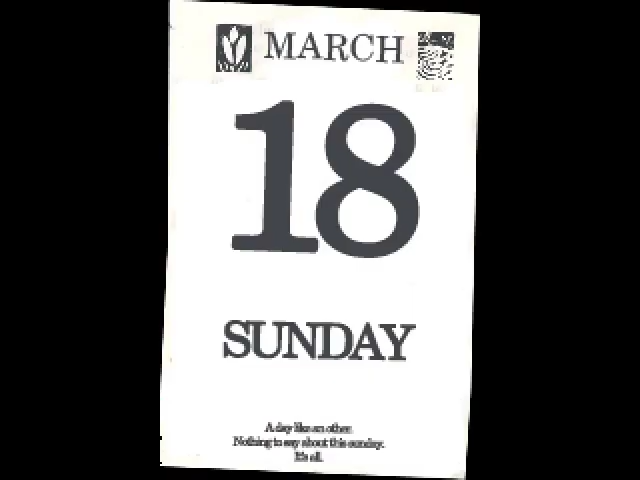 MARCH
18
SUNDAY
A day like an other.
Nothing to say about this sunday.
It's all.